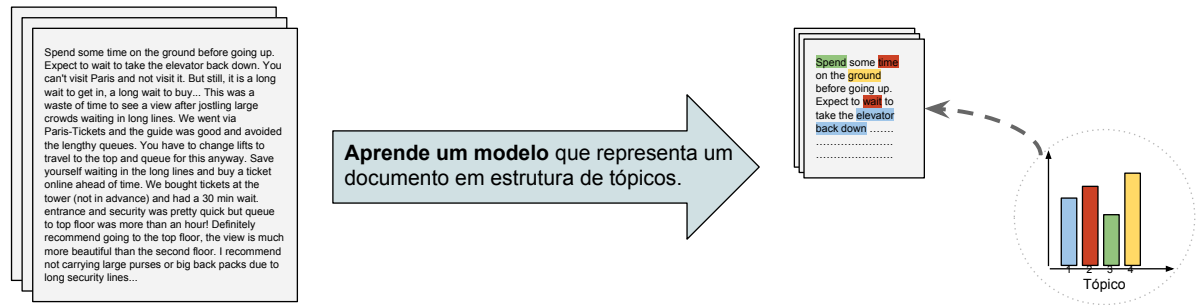 Spend some time on the ground before going up.
Expect to wait to take the elevator back down. You
can't visit Paris and not visit it. But still, it is a long
wait to get in, a long wait to buy... This was a
waste of time to see a view after jostling large
crowds waiting in long lines. We went via
Paris-Tickets and the guide was good and avoided
the lengthy queues. You have to change lifts to
travel to the top and queue for this anyway. Save
yourself waiting in the long lines and buy a ticket
online ahead of time. We bought tickets at the
tower (not in advance) and had a 30 min wait.
entrance and security was pretty quick but queue
to top floor was more than an hour! Definitely
recommend going to the top floor, the view is much
more beautiful than the second floor. I recommend
not carrying large purses or big back packs due to
long security lines...
Aprende um modelo que representa um
documento em estrutura de tópicos.
Spend some time
on the ground
before going up.
Expect to wait to
take the elevator
back down .......
......................
......................
1 2 3 4
Tópico